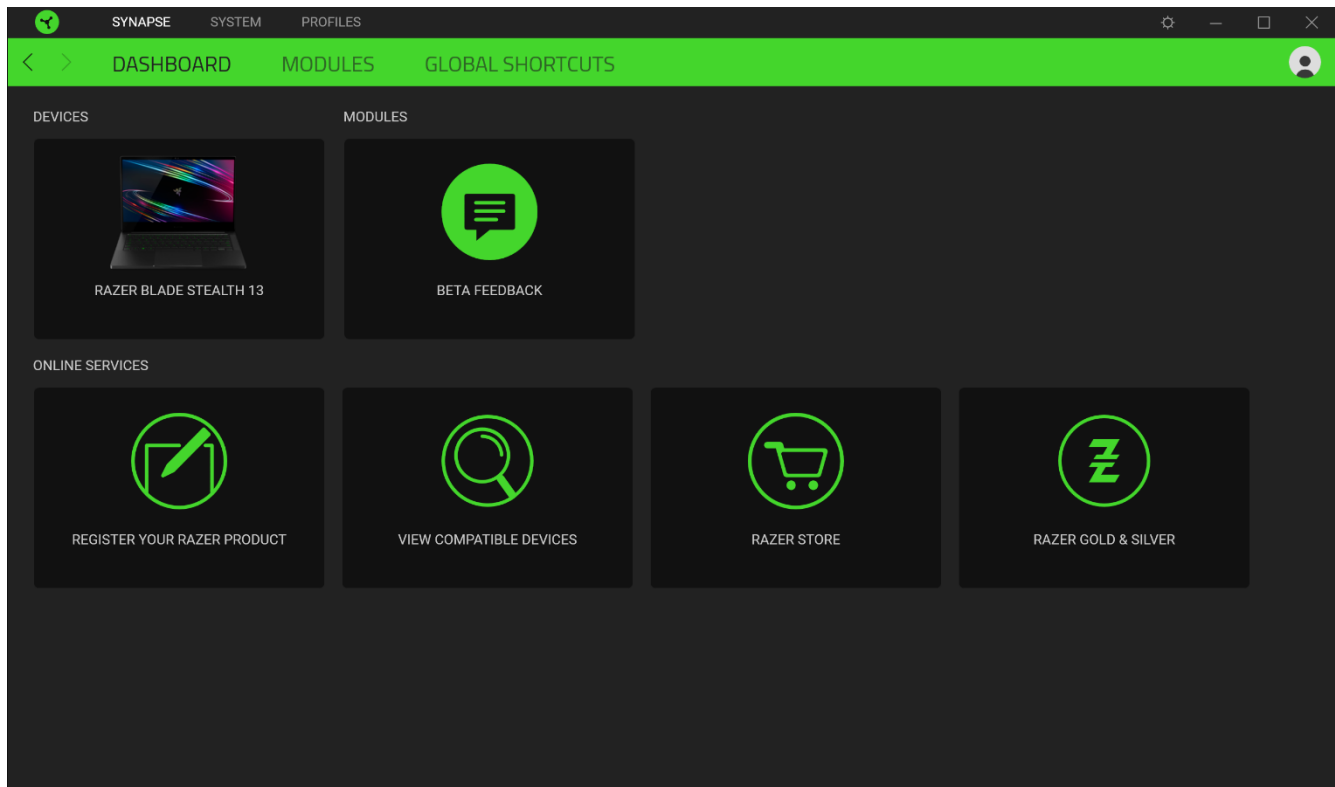 SYNAPSE SYSTEM PROFILES
DASHBOARD MODULES GLOBAL SHORTCUTS
DEVICES MODULES
RAZER BLADE STEALTH 13 BETA FEEDBACK
ONLINE SERVICES
REGISTER YOUR RAZER PRODUCT VIEW COMPATIBLE DEVICES RAZER STORE RAZER GOLD & SILVER